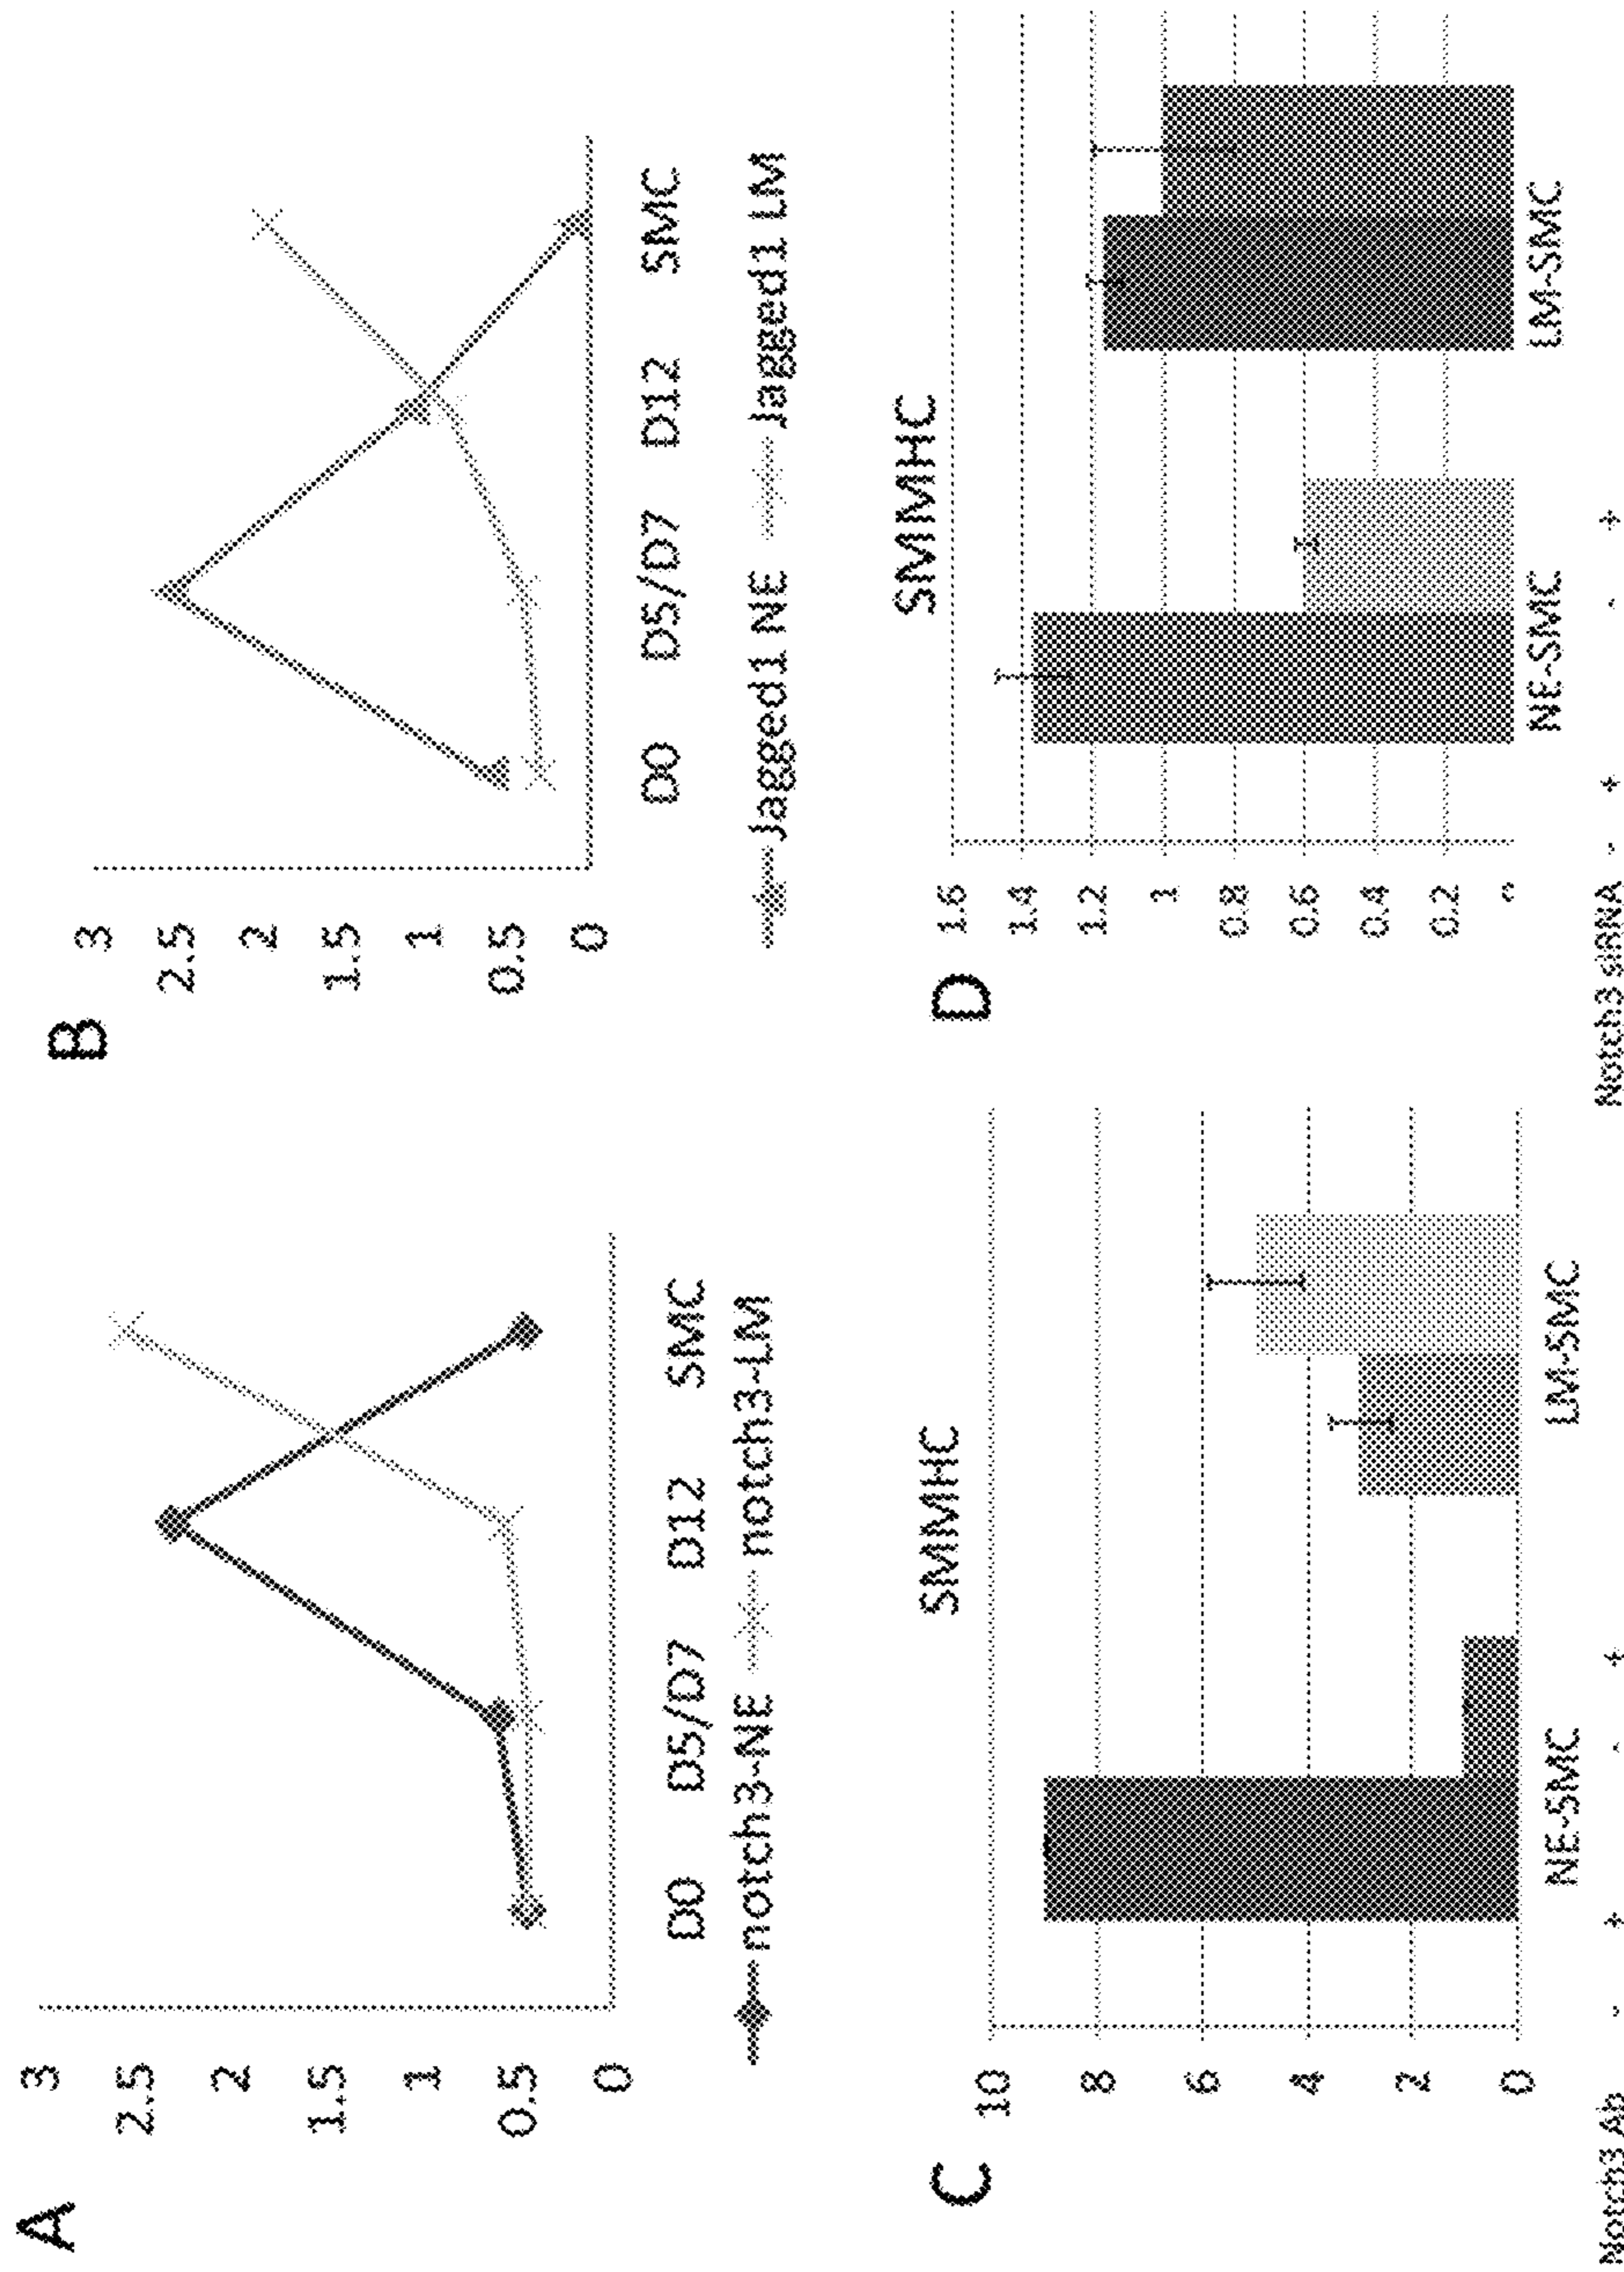 A
3
2.5
2
1.5
1
0.5
0
D0 D5/D7 D12 SMC
notch3-NE notch3-LM
B
3
2.5
2
1.5
1
0.5
0
D0 D5/D7 D12 SMC
Jagged1 NE Jagged1 LM
C
SMMHC
10
8
6
4
2
0
NE-SMC LM-SMC
Notch3 Ab - + - +
D
SMMHC
1.6
1.4
1.2
1
0.8
0.6
0.4
0.2
NE-SMC LM-SMC
Notch3 siRNA - + - +